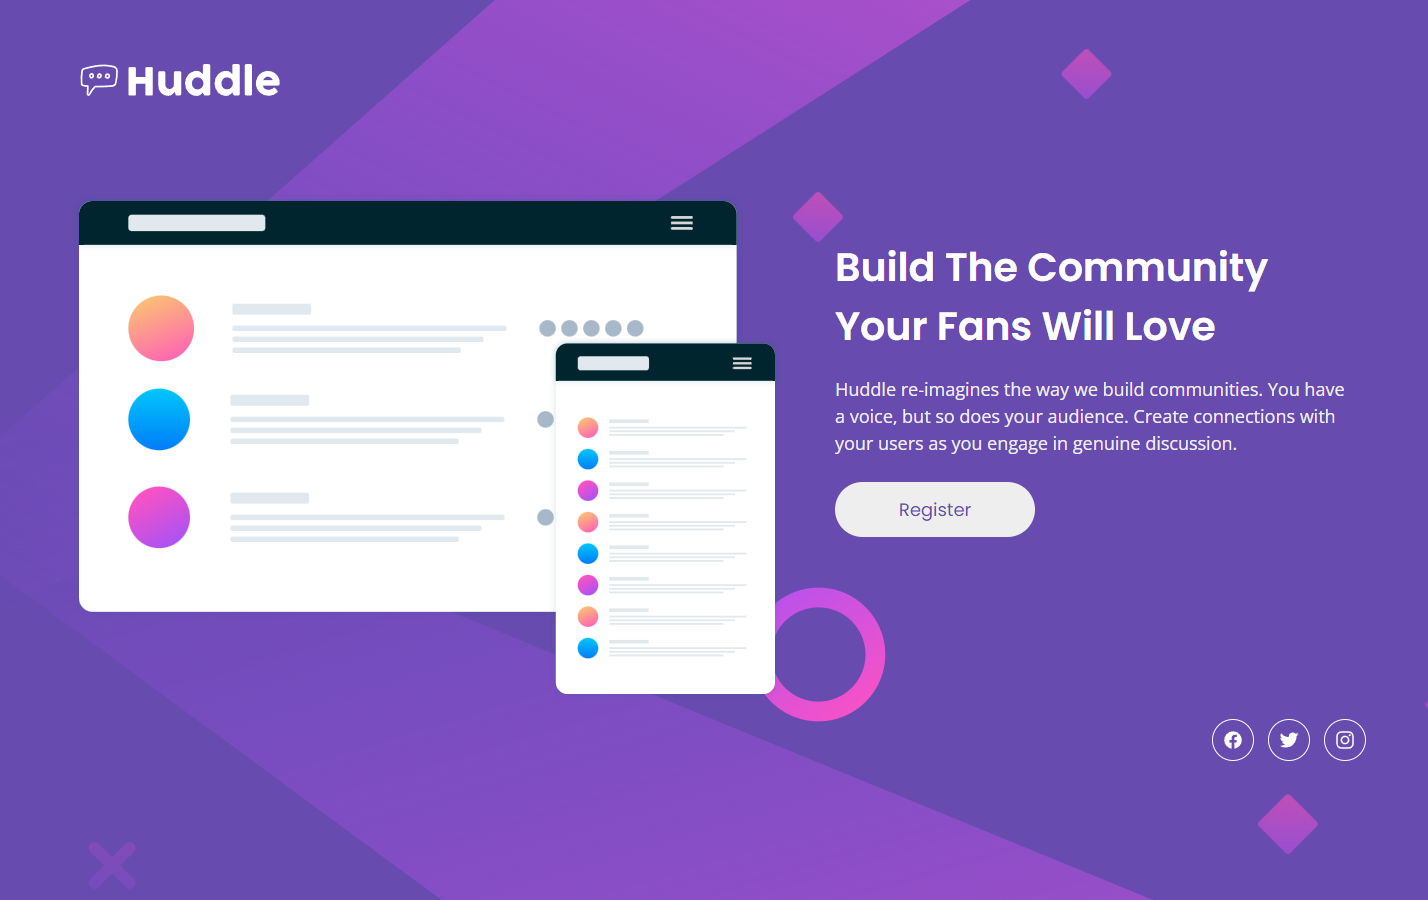 Huddle
Build The Community
Your Fans Will Love
Huddle re-imagines the way we build communities. You have
a voice, but so does your audience. Create connections with
your users as you engage in genuine discussion.
Register